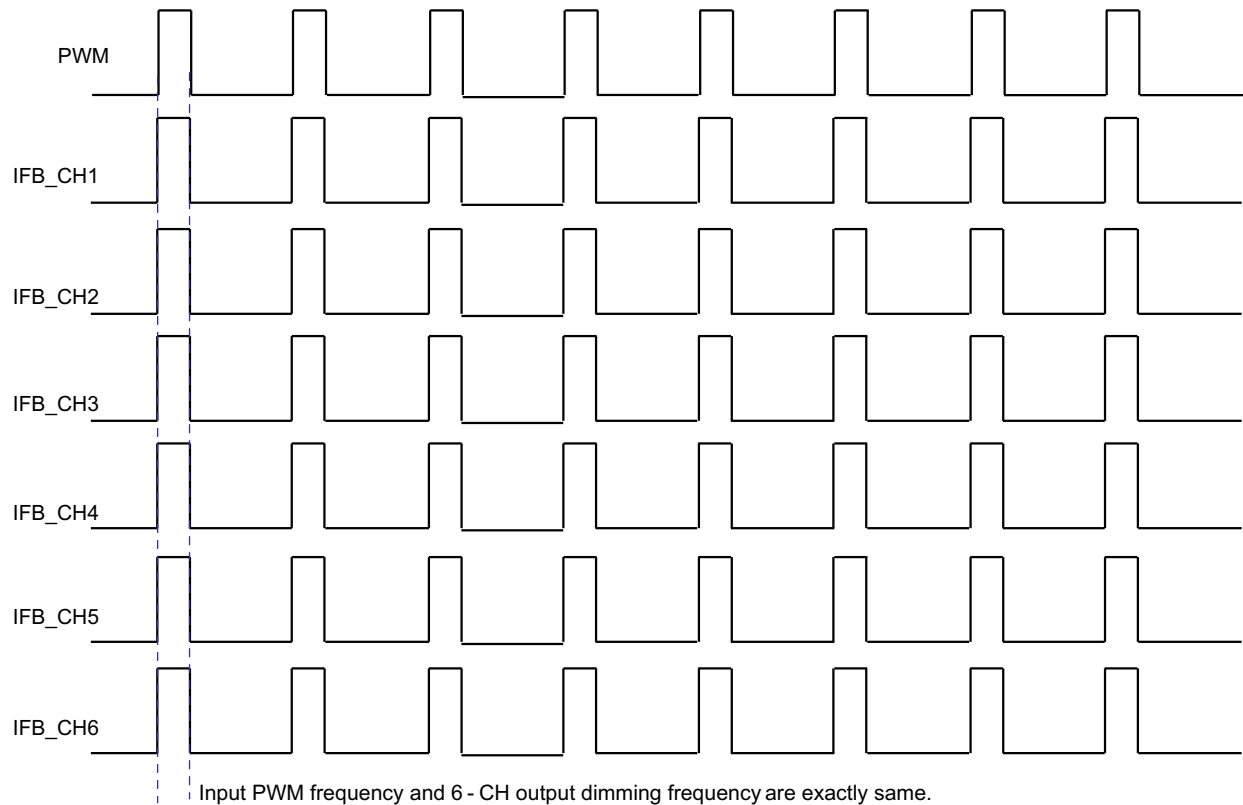 PWM
IFB_CH1
IFB_CH2
IFB_CH3
IFB_CH4
IFB_CH5
IFB_CH6
Input PWM frequency and 6 - CH output dimming frequency are exactly same.